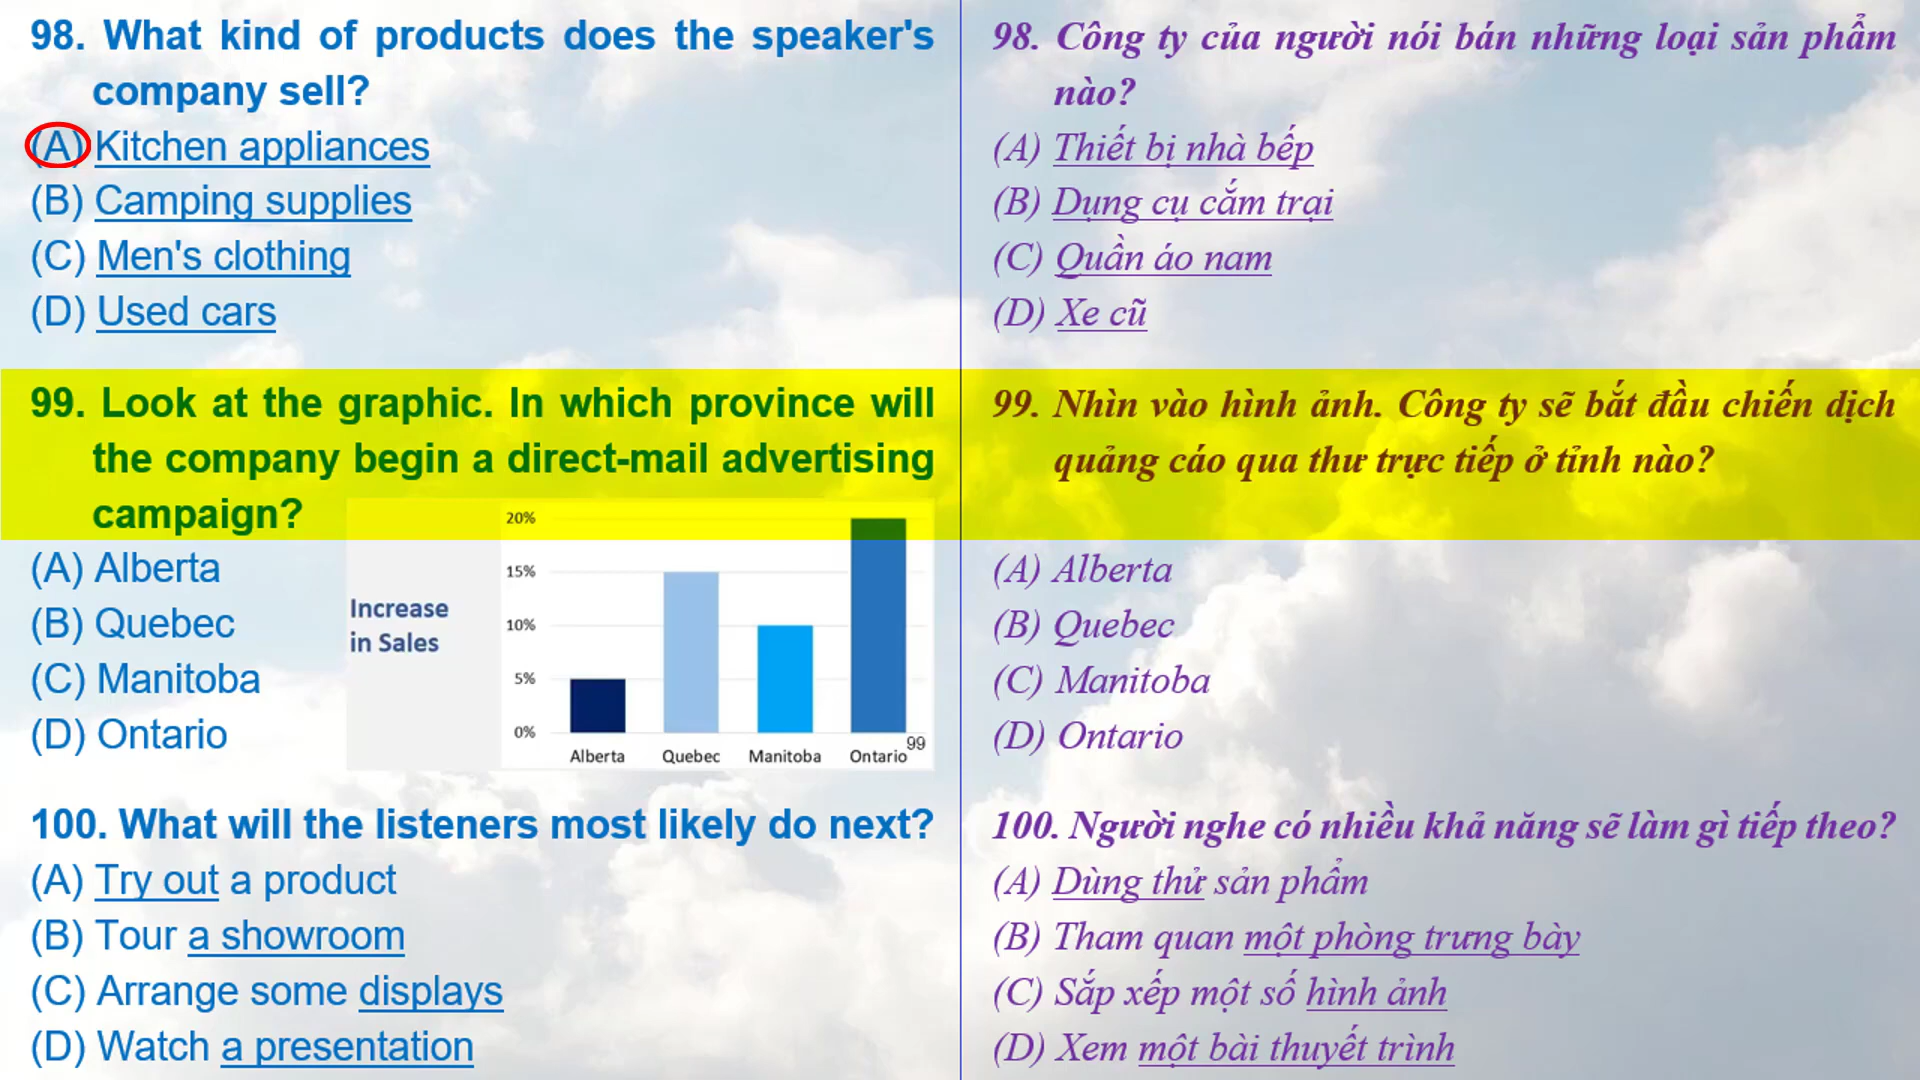 98. What kind of products does the speaker's
company sell?
(A) Kitchen appliances
(B) Camping supplies
(C) Men's clothing
(D) Used cars
99. Look at the graphic. In which province will
the company begin a direct-mail advertising
campaign?
(A) Alberta
(B) Quebec
(C) Manitoba
(D) Ontario
Increase
in Sales
20%
15%
10%
5%
0%
Alberta Quebec Manitoba Ontario
99
100. What will the listeners most likely do next?
(A) Try out a product
(B) Tour a showroom
(C) Arrange some displays
(D) Watch a presentation
98. Công ty của người nói bán những loại sản phẩm
nào?
(A) Thiết bị nhà bếp
(B) Dụng cụ cắm trại
(C) Quần áo nam
(D) Xe cũ
99. Nhìn vào hình ảnh. Công ty sẽ bắt đầu chiến dịch
quảng cáo qua thư trực tiếp ở tỉnh nào?
(A) Alberta
(B) Quebec
(C) Manitoba
(D) Ontario
100. Người nghe có nhiều khả năng sẽ làm gì tiếp theo?
(A) Dùng thử sản phẩm
(B) Tham quan một phòng trưng bày
(C) Sắp xếp một số hình ảnh
(D) Xem một bài thuyết trình